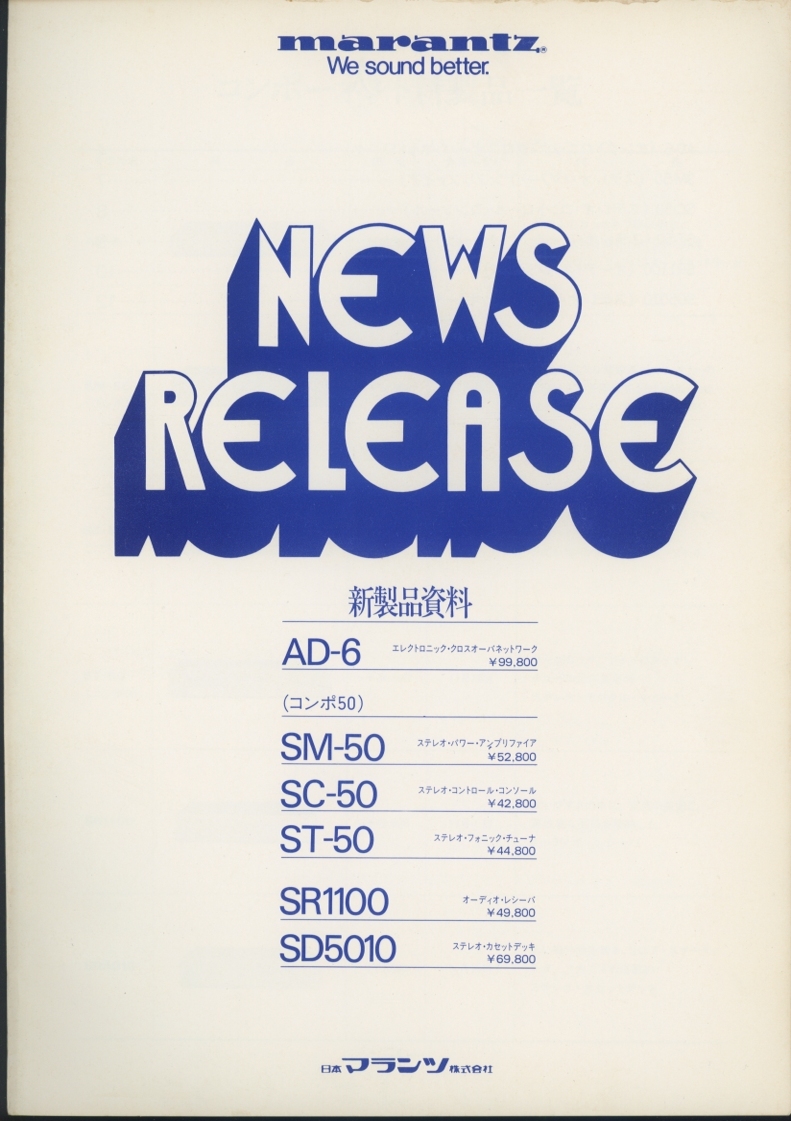 marantz®
We sound better.
NEWS
RELEASE
新製品資料
AD-6 エレクトロニック・クロスオーバネットワーク
¥99,800
(コンポ50)
SM-50 ステレオ・パワー・アンプリファイア
¥52,800
SC-50 ステレオ・コントロール・コンソール
¥42,800
ST-50 ステレオ・フォニック・チューナ
¥44,800
SR1100 オーディオ・レシーバ
¥49,800
SD5010 ステレオ・カセットデッキ
¥69,800
日本マランツ株式会社